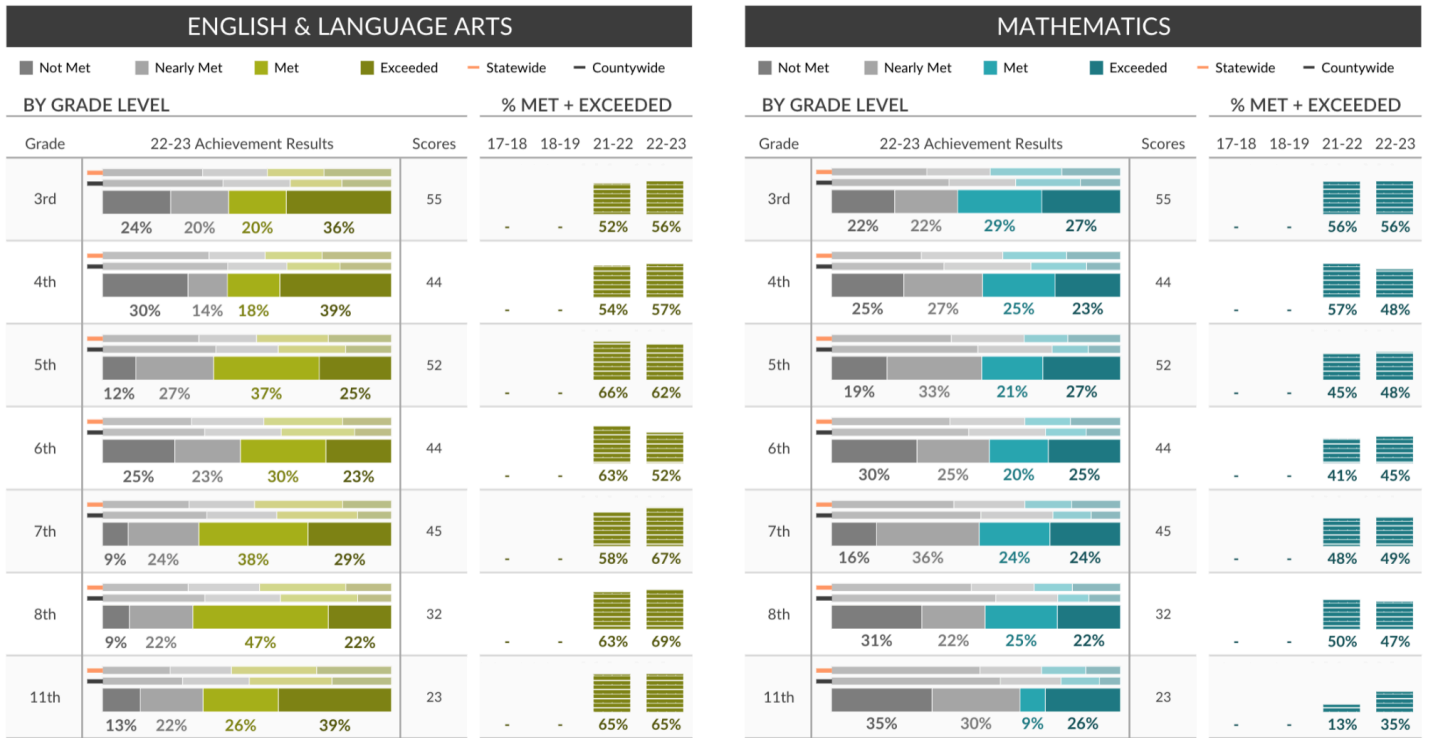 ENGLISH & LANGUAGE ARTS
Not Met Nearly Met Met Exceeded Statewide Countywide
BY GRADE LEVEL % MET + EXCEEDED
Grade 22-23 Achievement Results Scores 17-18 18-19 21-22 22-23
3rd 55
24% 20% 20% 36% - - 52% 56%
4th 44
30% 14% 18% 39% - - 54% 57%
5th 52
12% 27% 37% 25% - - 66% 62%
6th 44
25% 23% 30% 23% - - 63% 52%
7th 45
9% 24% 38% 29% - - 58% 67%
8th 32
9% 22% 47% 22% - - 63% 69%
11th 23
13% 22% 26% 39% - - 65% 65%
MATHEMATICS
Not Met Nearly Met Met Exceeded Statewide Countywide
BY GRADE LEVEL % MET + EXCEEDED
Grade 22-23 Achievement Results Scores 17-18 18-19 21-22 22-23
3rd 55
22% 22% 29% 27% - - 56% 56%
4th 44
25% 27% 25% 23% - - 57% 48%
5th 52
19% 33% 21% 27% - - 45% 48%
6th 44
30% 25% 20% 25% - - 41% 45%
7th 45
16% 36% 24% 24% - - 48% 49%
8th 32
31% 22% 25% 22% - - 50% 47%
11th 23
35% 30% 9% 26% - - 13% 35%